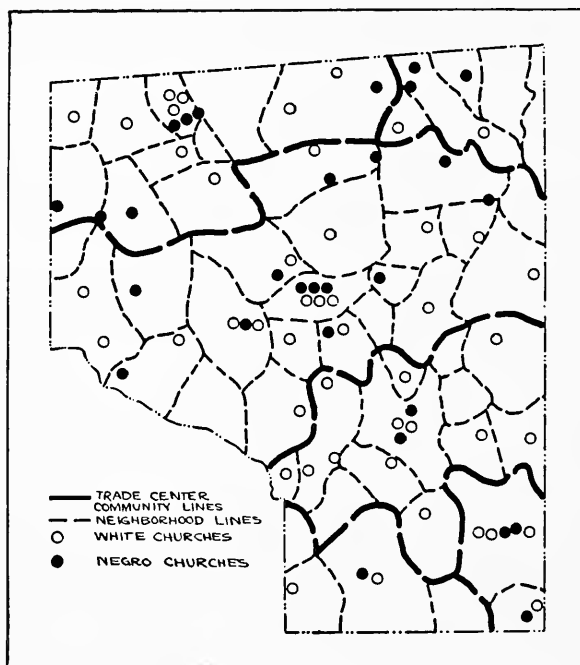 TRADE CENTER
COMMUNITY LINES
NEIGHBORHOOD LINES
WHITE CHURCHES
NEGRO CHURCHES